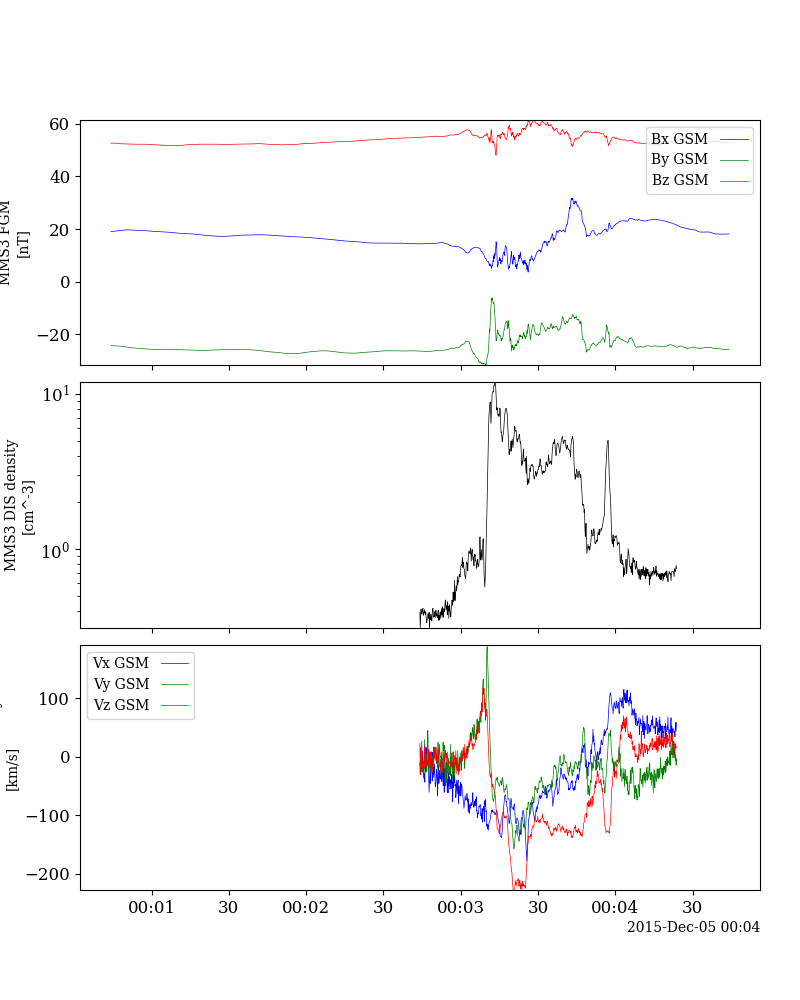 60
40
20
0
−20
MMS3 FGM
[nT]
Bx GSM
By GSM
Bz GSM
10^1
10^0
MMS3 DIS density
[cm^-3]
100
0
−100
−200
[km/s]
Vx GSM
Vy GSM
Vz GSM
00:01 30 00:02 30 00:03 30 00:04 30
2015-Dec-05 00:04